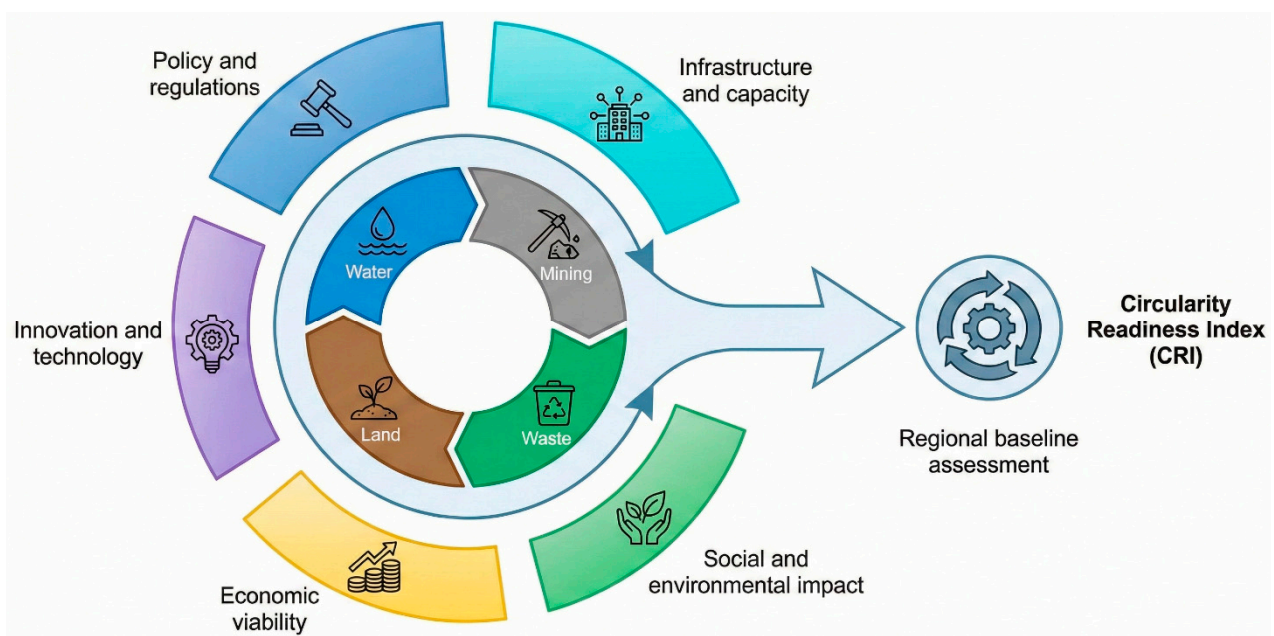 Policy and
regulations
Infrastructure
and capacity
Water
Mining
Innovation and
technology
Land
Waste
Economic
viability
Social and
environmental impact
Circularity
Readiness Index
(CRI)
Regional baseline
assessment